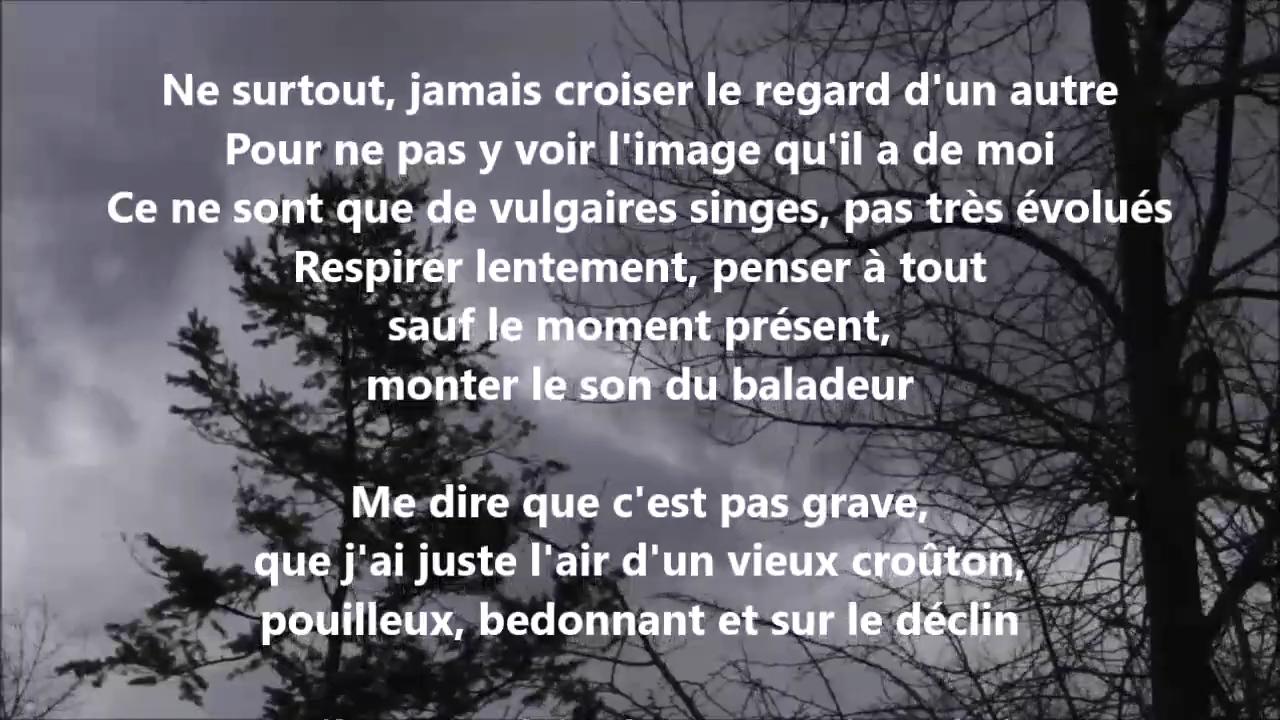 Ne surtout, jamais croiser le regard d'un autre
Pour ne pas y voir l'image qu'il a de moi
Ce ne sont que de vulgaires singes, pas très évolués
Respirer lentement, penser à tout
sauf le moment présent,
monter le son du baladeur
Me dire que c'est pas grave,
que j'ai juste l'air d'un vieux croûton,
pouilleux, bedonnant et sur le déclin